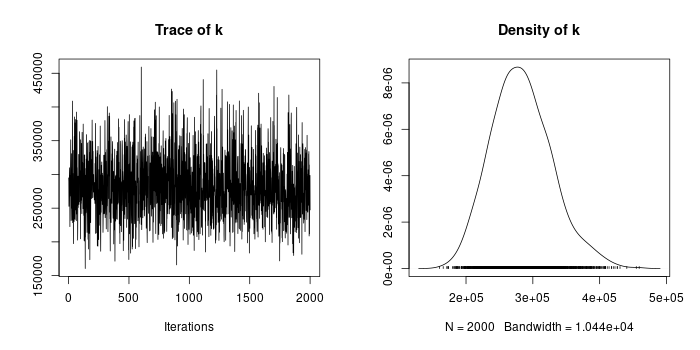 Trace of k
450000
350000
250000
150000
0
500
1000
1500
2000
Iterations
Density of k
8e-06
6e-06
4e-06
2e-06
0e+00
2e+05
3e+05
4e+05
5e+05
N = 2000 Bandwidth = 1.044e+04